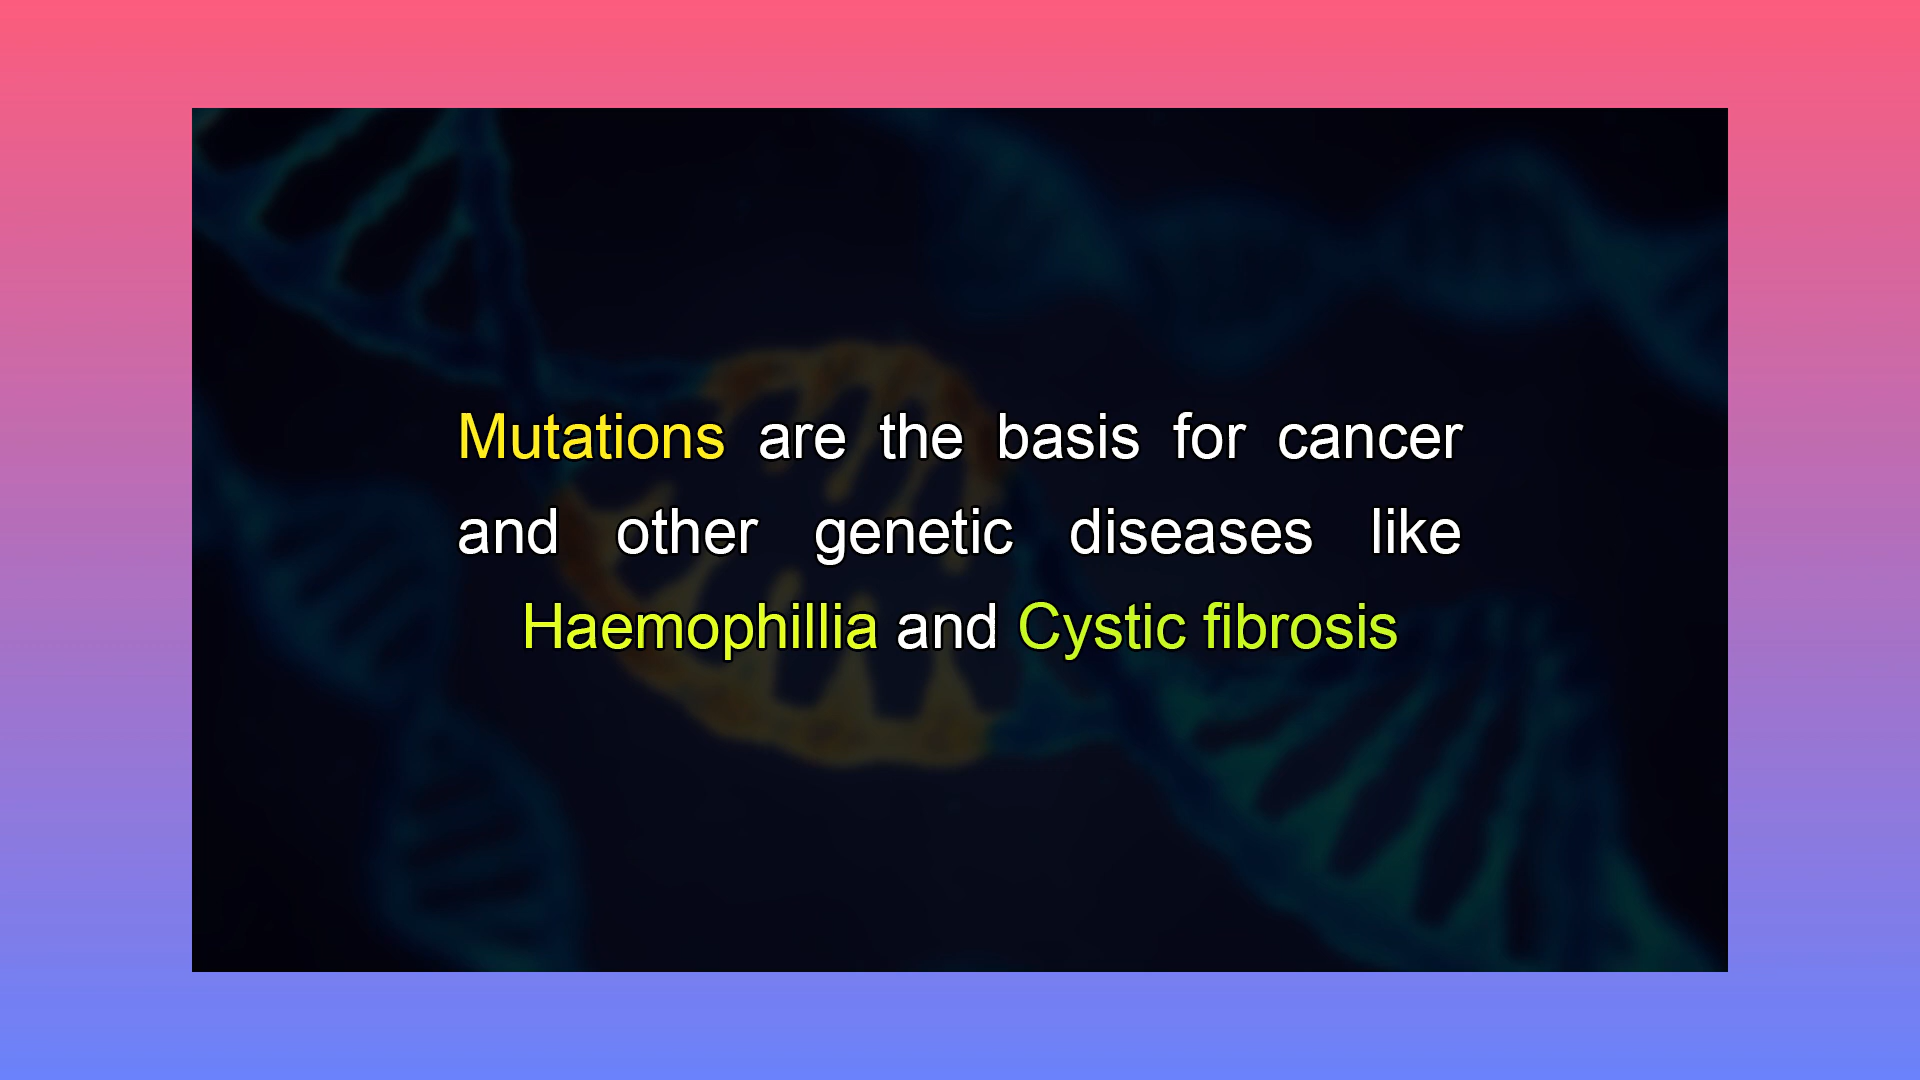 Mutations are the basis for cancer
and other genetic diseases like
Haemophillia and Cystic fibrosis